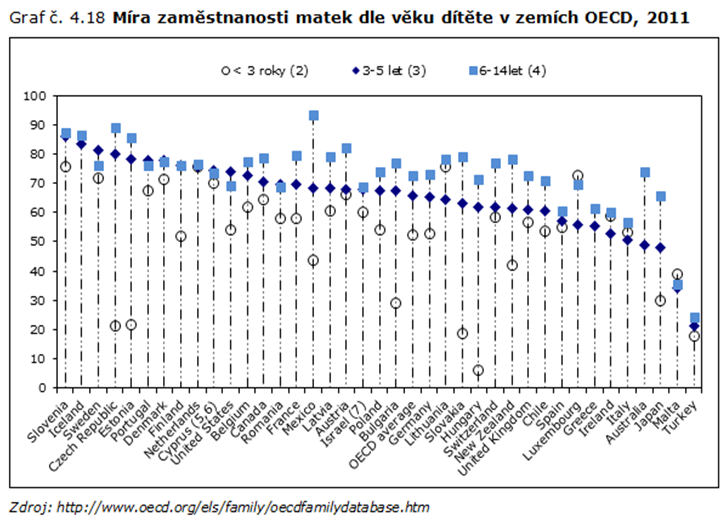 Graf č. 4.18 Míra zaměstnanosti matek dle věku dítěte v zemích OECD, 2011
< 3 roky (2)
3-5 let (3)
6-14let (4)
100
90
80
70
60
50
40
30
20
10
0
Slovenia
Iceland
Sweden
Czech Republic
Estonia
Portugal
Denmark
Finland
Netherlands
Cyprus (5,6)
United States
Belgium
Canada
Romania
France
Mexico
Latvia
Austria
Israel (7)
Poland
Bulgaria
OECD average
Germany
Lithuania
Slovakia
Hungary
Switzerland
New Zealand
United Kingdom
Chile
Spain
Luxembourg
Greece
Ireland
Italy
Australia
Japan
Malta
Turkey
Zdroj: http://www.oecd.org/els/family/oecdfamilydatabase.htm